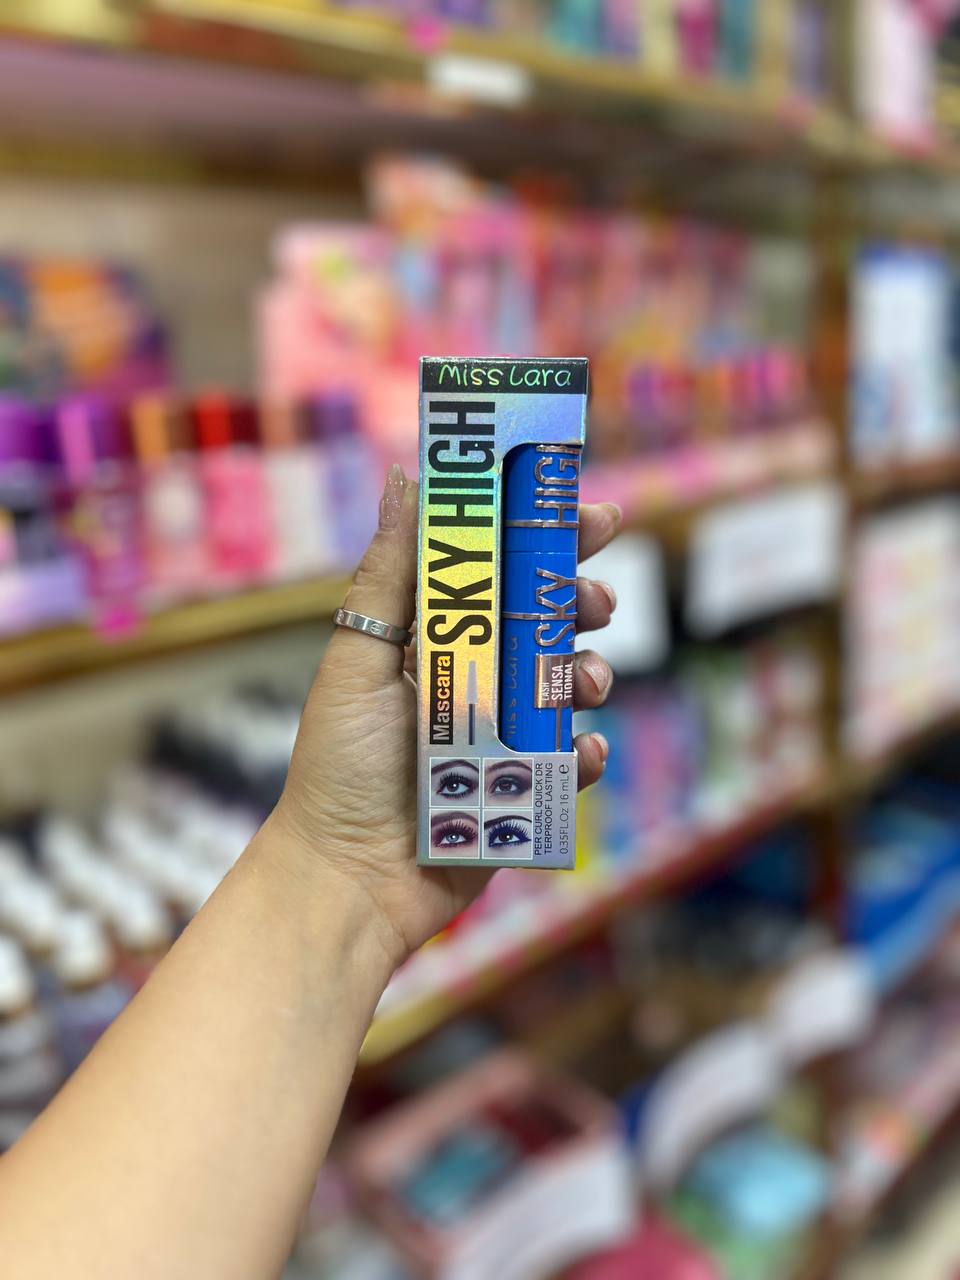 Miss Lara
SKY HIGH
Mascara
SKY HIGH
LASH
SENSA
TIONAL
PER CURL QUICK DR
TERPROOF LASTING
0.35FL.Oz 16 mL e